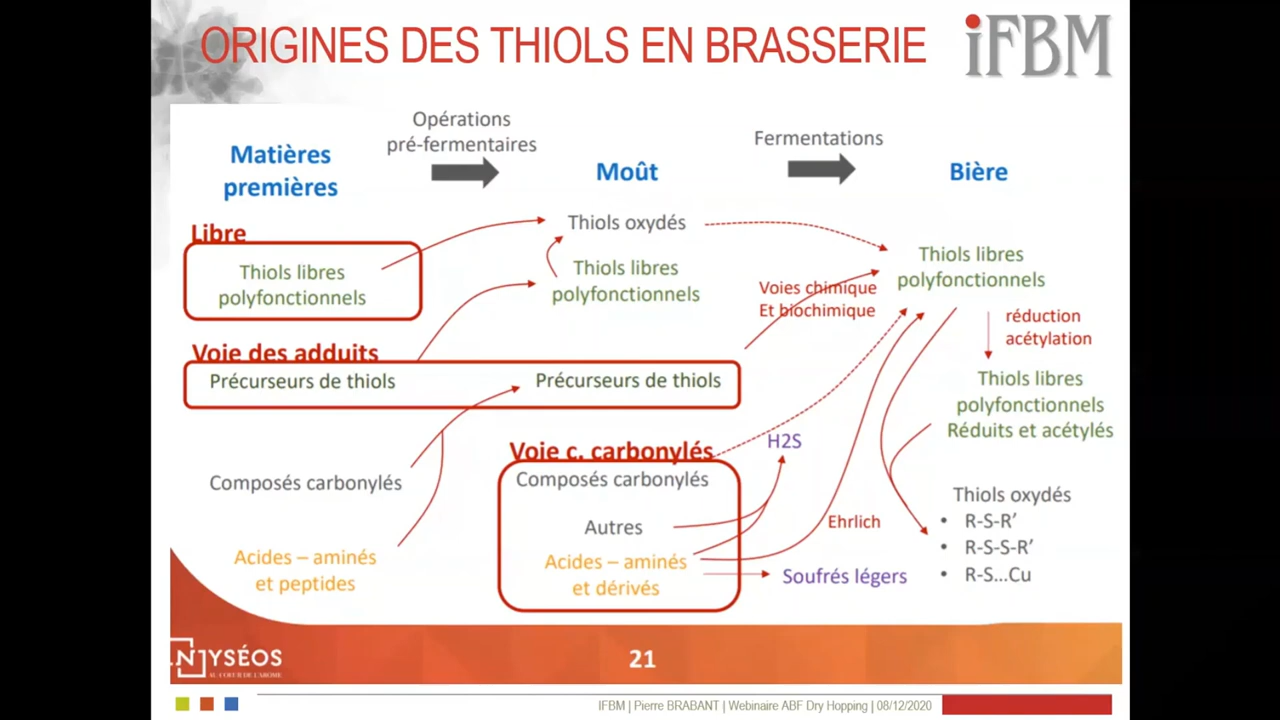 ORIGINES DES THIOLS EN BRASSERIE
iFBM
Opérations
pré-fermentaires
Fermentations
Matières
premières
Moût
Bière
Libre
Thiols libres
polyfonctionnels
Thiols oxydés
Thiols libres
polyfonctionnels
Thiols libres
polyfonctionnels
Voies chimique
Et biochimique
réduction
acétylation
Voie des adduits
Précurseurs de thiols
Précurseurs de thiols
Thiols libres
polyfonctionnels
Réduits et acétylés
Voie c. carbonylés
H2S
Composés carbonylés
Composés carbonylés
Autres
Acides – aminés
et peptides
Acides – aminés
et dérivés
Ehrlich
Soufrés légers
Thiols oxydés
• R-S-R’
• R-S-S-R’
• R-S...Cu
NYSÉOS
AU CŒUR DE L'ARÔME
21
IFBM | Pierre BRABANT | Webinaire ABF Dry Hopping | 08/12/2020